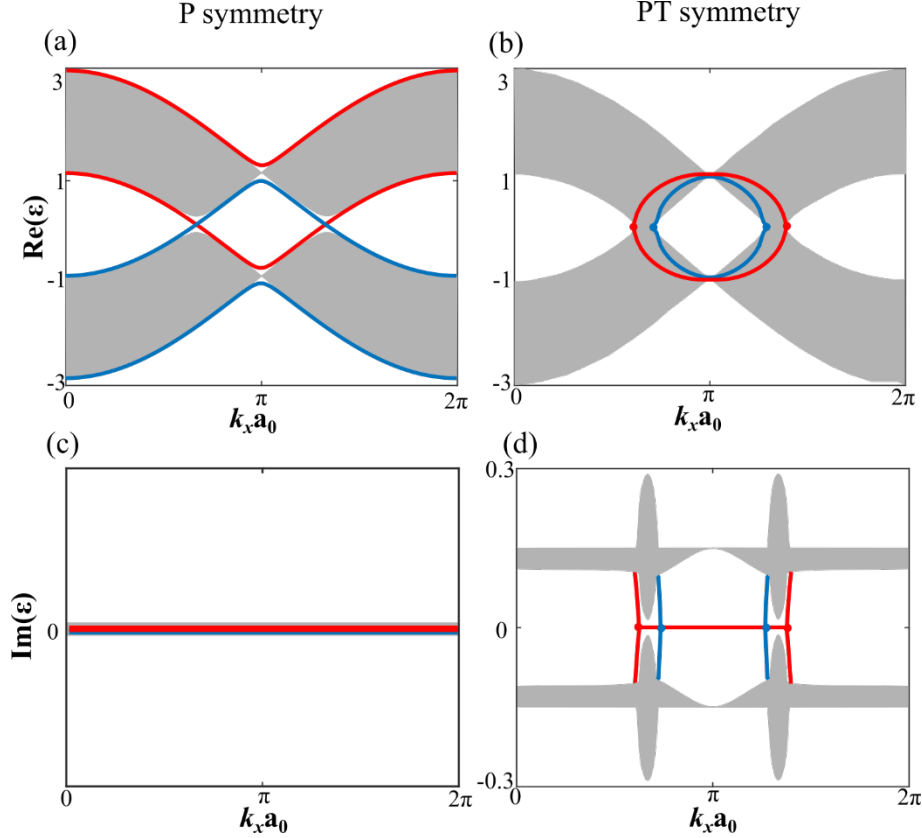 P symmetry
PT symmetry
(a)
(b)
3
1
-1
-3
Re(ε)
0
π
2π
kₓa₀
3
1
-1
-3
0
π
2π
kₓa₀
(c)
(d)
0
Im(ε)
0
π
2π
kₓa₀
0.3
0
-0.3
0
π
2π
kₓa₀